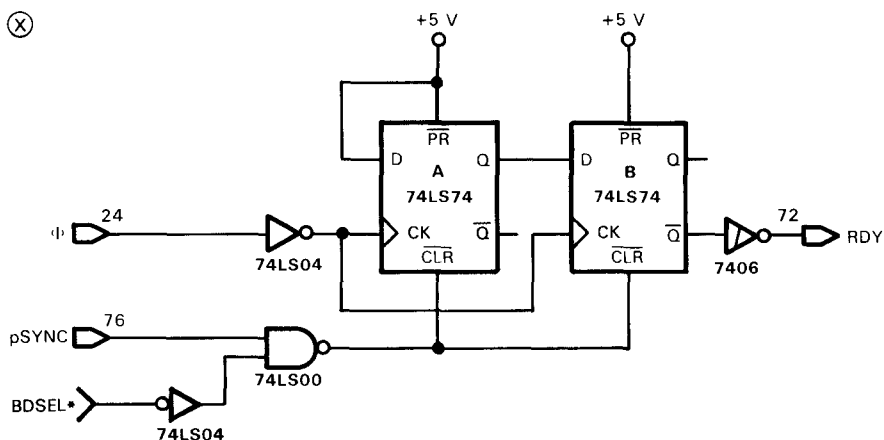 X
+5 V
+5 V
PR
PR
D
Q
D
Q
A
B
74LS74
74LS74
Φ
24
CK
Q
CK
Q
72
RDY
74LS04
CLR
CLR
7406
pSYNC
76
74LS00
BDSEL*
74LS04